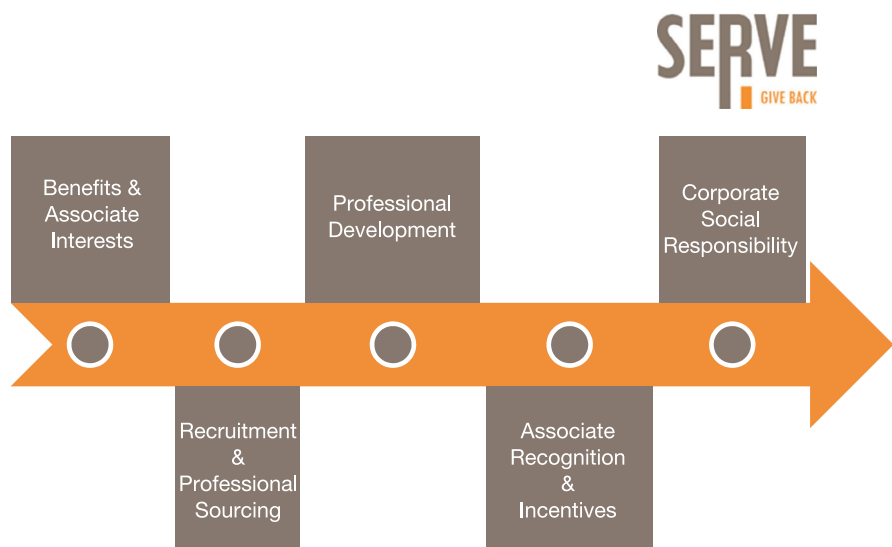 SERVE
GIVE BACK
Benefits &
Associate
Interests
Recruitment
&
Professional
Sourcing
Professional
Development
Associate
Recognition
&
Incentives
Corporate
Social
Responsibility